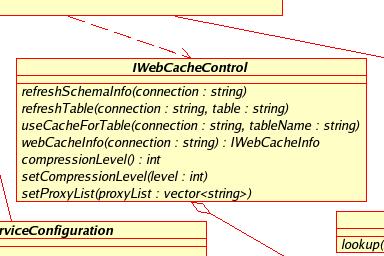 IWebCacheControl
refreshSchemaInfo(connection : string)
refreshTable(connection : string, table : string)
useCacheForTable(connection : string, tableName : string)
webCacheInfo(connection : string) : IWebCacheInfo
compressionLevel() : int
setCompressionLevel(level : int)
setProxyList(proxyList : vector<string>)
rviceConfiguration
lookup(